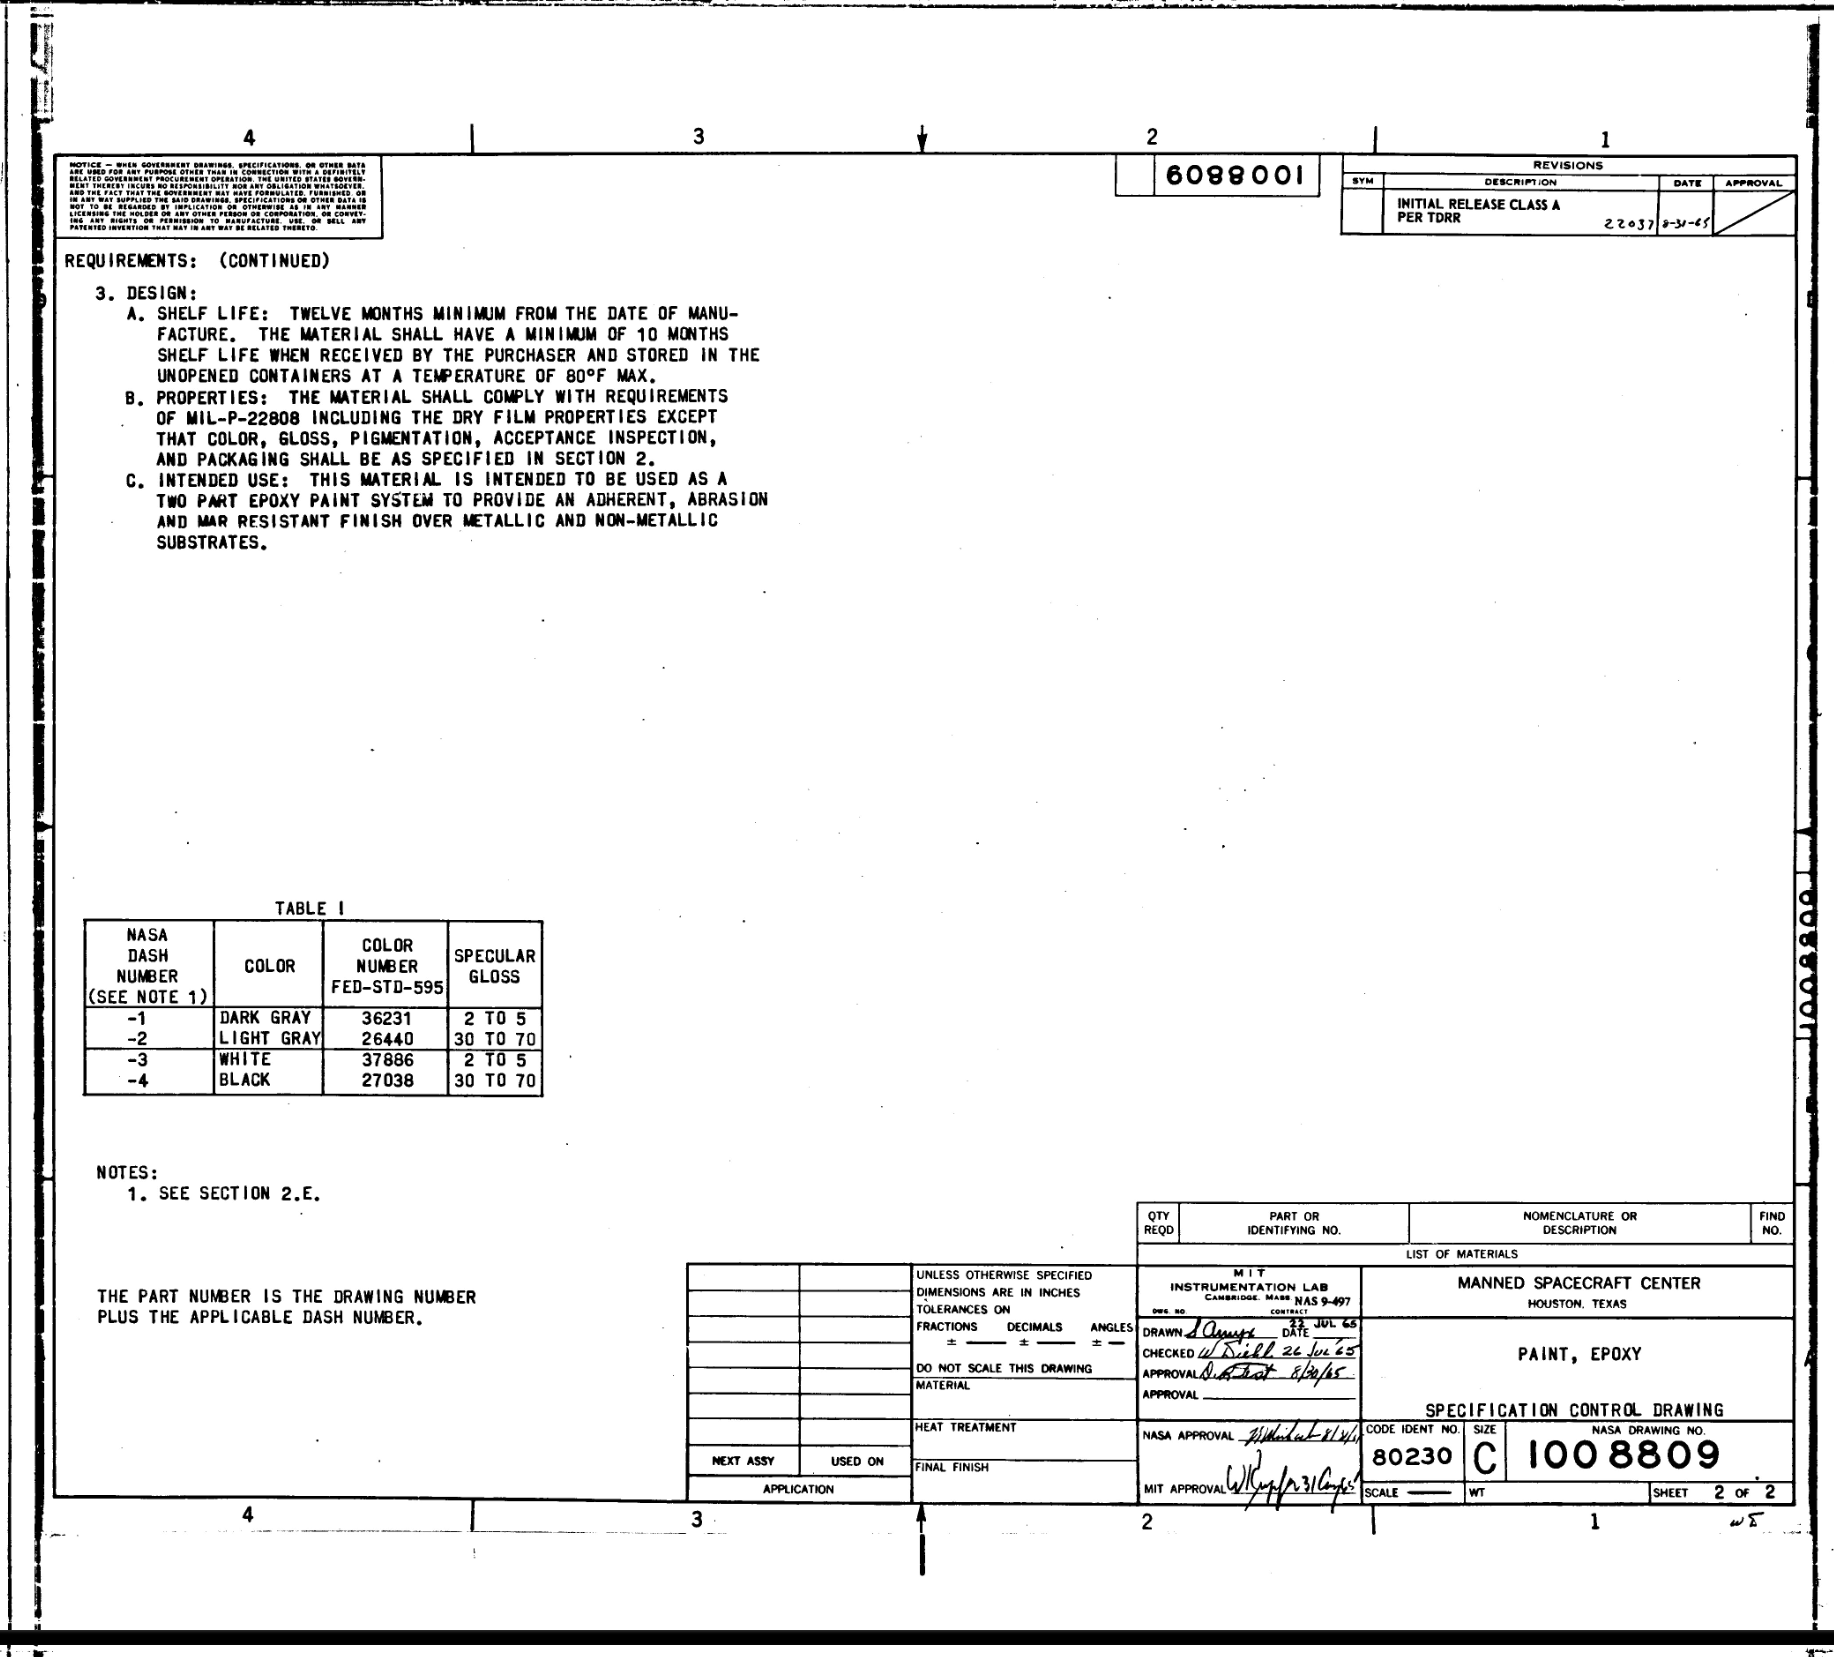 4 3 2 1
NOTICE — WHEN GOVERNMENT DRAWINGS, SPECIFICATIONS, OR OTHER DATA
ARE USED FOR ANY PURPOSE OTHER THAN IN CONNECTION WITH A DEFINITELY
RELATED GOVERNMENT PROCUREMENT OPERATION, THE UNITED STATES GOVERN-
MENT THEREBY INCURS NO RESPONSIBILITY NOR ANY OBLIGATION WHATSOEVER,
AND THE FACT THAT THE GOVERNMENT MAY HAVE FORMULATED, FURNISHED, OR
IN ANY WAY SUPPLIED THE SAID DRAWINGS, SPECIFICATIONS OR OTHER DATA IS
NOT TO BE REGARDED BY IMPLICATION OR OTHERWISE AS IN ANY MANNER
LICENSING THE HOLDER OR ANY OTHER PERSON OR CORPORATION, OR CONVEY-
ING ANY RIGHTS OR PERMISSION TO MANUFACTURE, USE, OR SELL ANY
PATENTED INVENTION THAT MAY IN ANY WAY BE RELATED THERETO.
1008809
REVISIONS
SYM DESCRIPTION DATE APPROVAL
INITIAL RELEASE CLASS A
PER TDRR 22037 8-31-65
REQUIREMENTS: (CONTINUED)
3. DESIGN:
A. SHELF LIFE: TWELVE MONTHS MINIMUM FROM THE DATE OF MANU-
FACTURE. THE MATERIAL SHALL HAVE A MINIMUM OF 10 MONTHS
SHELF LIFE WHEN RECEIVED BY THE PURCHASER AND STORED IN THE
UNOPENED CONTAINERS AT A TEMPERATURE OF 80°F MAX.
B. PROPERTIES: THE MATERIAL SHALL COMPLY WITH REQUIREMENTS
OF MIL-P-22808 INCLUDING THE DRY FILM PROPERTIES EXCEPT
THAT COLOR, GLOSS, PIGMENTATION, ACCEPTANCE INSPECTION,
AND PACKAGING SHALL BE AS SPECIFIED IN SECTION 2.
C. INTENDED USE: THIS MATERIAL IS INTENDED TO BE USED AS A
TWO PART EPOXY PAINT SYSTEM TO PROVIDE AN ADHERENT, ABRASION
AND MAR RESISTANT FINISH OVER METALLIC AND NON-METALLIC
SUBSTRATES.
1008809
TABLE I
NASA DASH NUMBER (SEE NOTE 1) COLOR COLOR NUMBER FED-STD-595 SPECULAR GLOSS
-1 DARK GRAY 36231 2 TO 5
-2 LIGHT GRAY 26440 30 TO 70
-3 WHITE 37886 2 TO 5
-4 BLACK 27038 30 TO 70
NOTES:
1. SEE SECTION 2.E.
THE PART NUMBER IS THE DRAWING NUMBER
PLUS THE APPLICABLE DASH NUMBER.
QTY REQD PART OR IDENTIFYING NO. NOMENCLATURE OR DESCRIPTION FIND NO.
LIST OF MATERIALS
NEXT ASSY USED ON
APPLICATION
UNLESS OTHERWISE SPECIFIED
DIMENSIONS ARE IN INCHES
TOLERANCES ON
FRACTIONS DECIMALS ANGLES
± — ± — ± —
DO NOT SCALE THIS DRAWING
MATERIAL
HEAT TREATMENT
FINAL FINISH
MIT
INSTRUMENTATION LAB
CAMBRIDGE, MASS. NAS 9-497
DWG. NO. CONTRACT
DRAWN DATE 22 JUL 65
CHECKED W Diehl 26 Jul 65
APPROVAL 8/30/65
APPROVAL
NASA APPROVAL
MIT APPROVAL 31 Aug 65
MANNED SPACECRAFT CENTER
HOUSTON, TEXAS
PAINT, EPOXY
SPECIFICATION CONTROL DRAWING
CODE IDENT NO. SIZE NASA DRAWING NO.
80230 C 1008809
SCALE — WT SHEET 2 OF 2
4 3 2 1